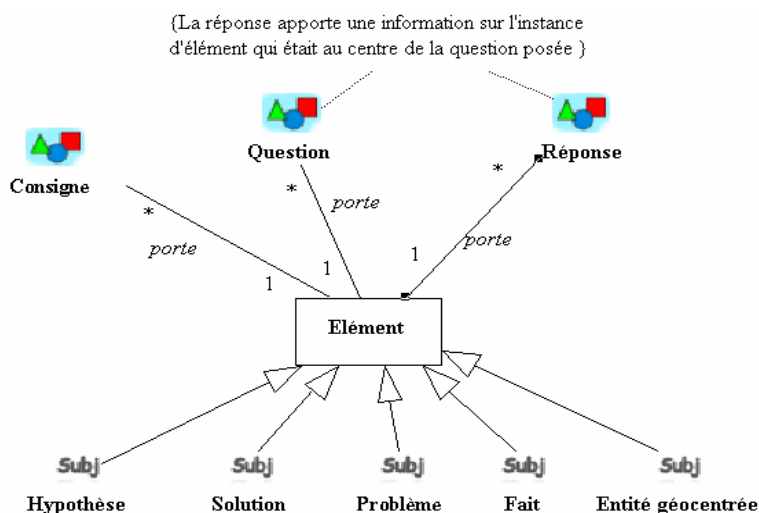 {La réponse apporte une information sur l'instance
d'élément qui était au centre de la question posée }
Question
Réponse
Consigne
*
*
*
porte
porte
porte
1
1
1
Elément
Subj
Subj
Subj
Subj
Subj
Hypothèse
Solution
Problème
Fait
Entité géocentrée